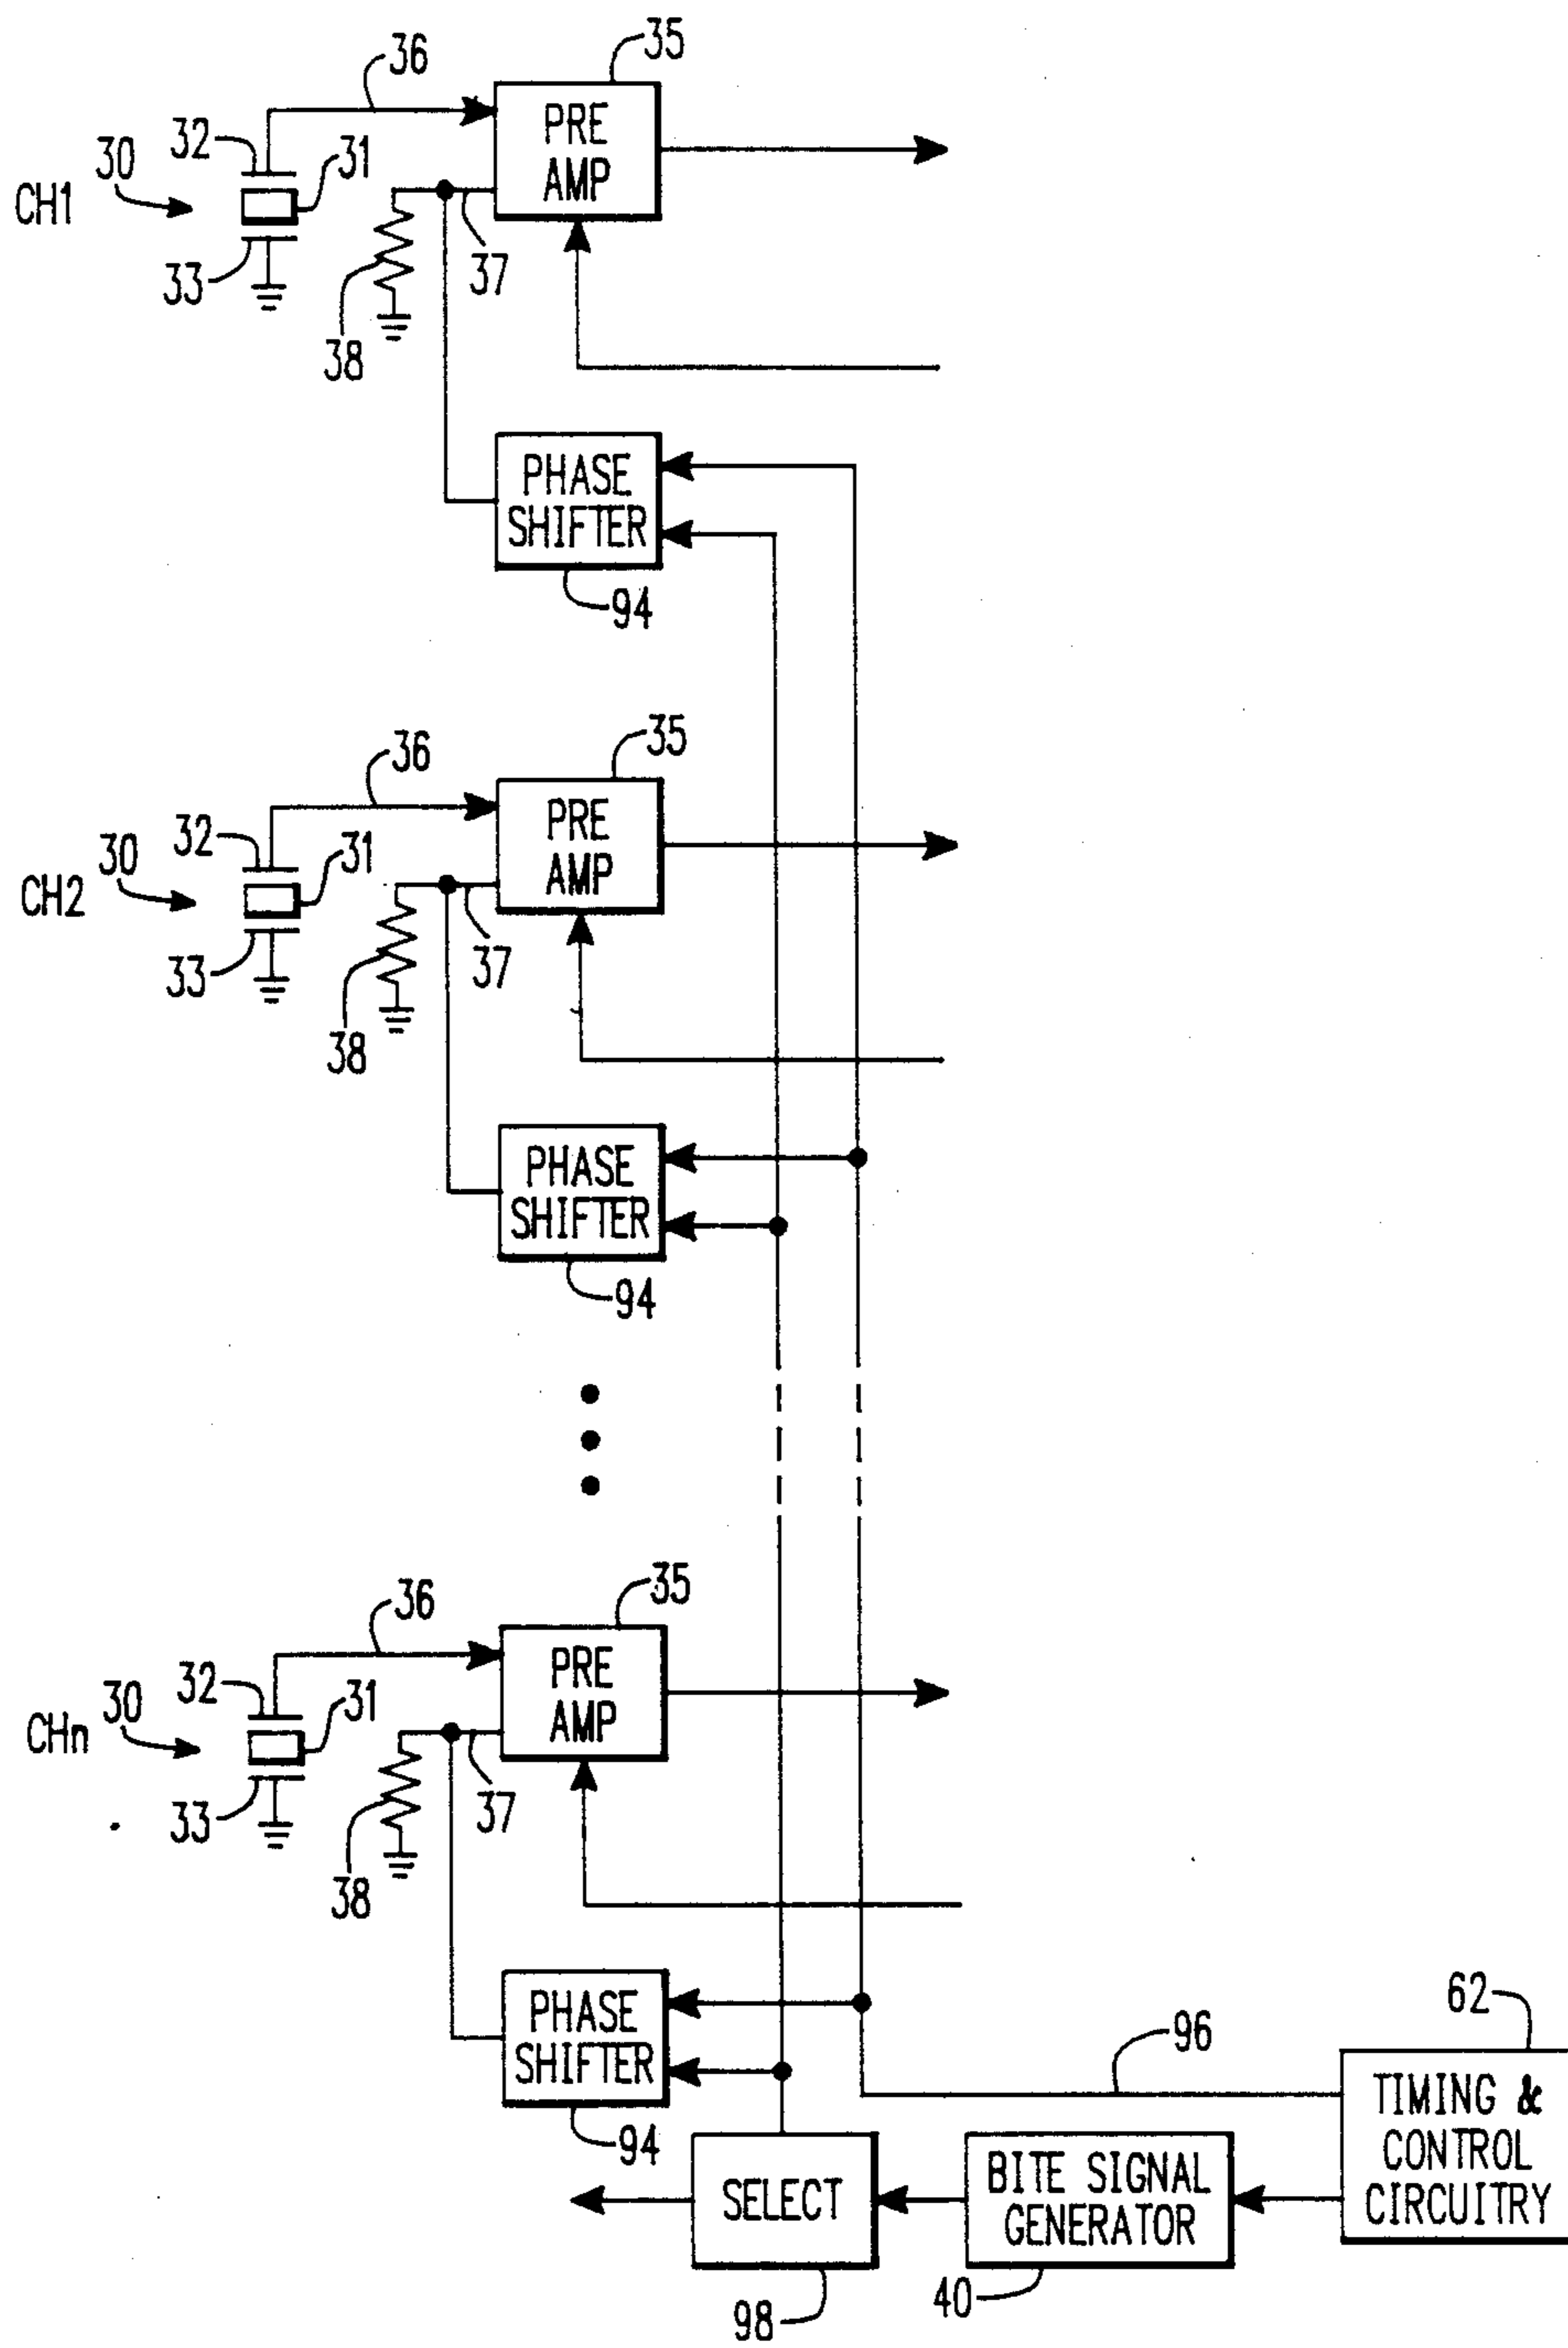 35
36
PRE
AMP
32
31
30
CH1
37
33
38
PHASE
SHIFTER
94
35
36
PRE
AMP
32
31
30
CH2
37
33
38
PHASE
SHIFTER
94
35
36
PRE
AMP
32
31
30
CHn
37
33
38
PHASE
SHIFTER
94
62
96
TIMING &
CONTROL
CIRCUITRY
BITE SIGNAL
GENERATOR
SELECT
40
98